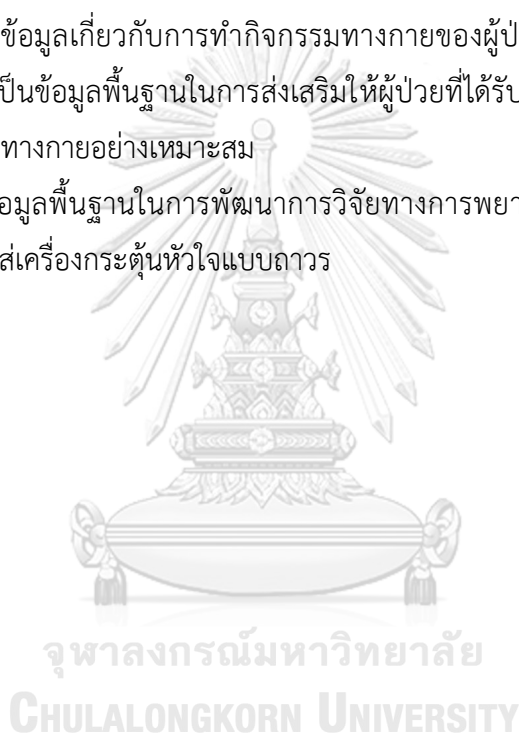 ข้อมูลเกี่ยวกับการทำกิจกรรมทางกายของผู้ป
ป็นข้อมูลพื้นฐานในการส่งเสริมให้ผู้ป่วยที่ได้รับ
ทางกายอย่างเหมาะสม
อมูลพื้นฐานในการพัฒนาการวิจัยทางการพยา
ส่เครื่องกระตุ้นหัวใจแบบถาวร
จุฬาลงกรณ์มหาวิทยาลัย
CHULALONGKORN UNIVERSITY